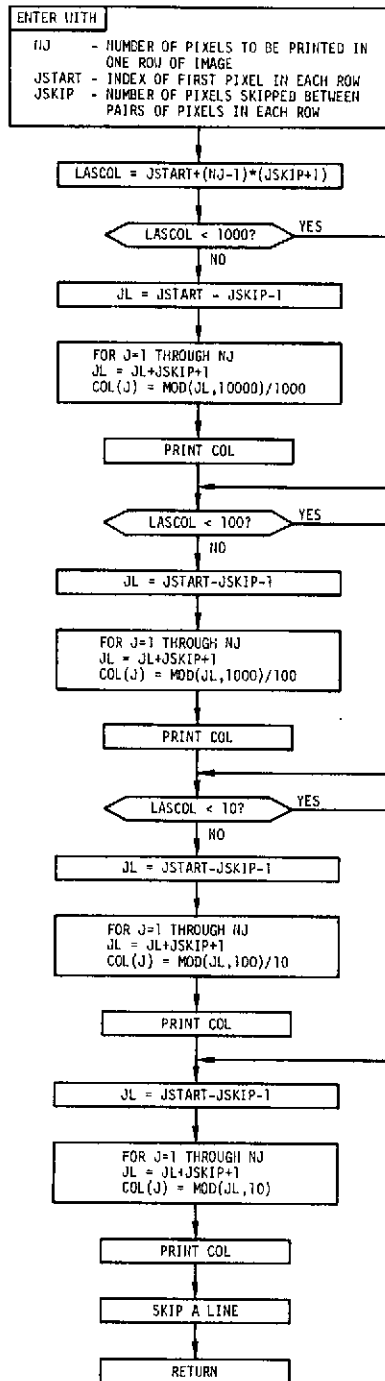 ENTER WITH
NJ - NUMBER OF PIXELS TO BE PRINTED IN
ONE ROW OF IMAGE
JSTART - INDEX OF FIRST PIXEL IN EACH ROW
JSKIP - NUMBER OF PIXELS SKIPPED BETWEEN
PAIRS OF PIXELS IN EACH ROW
LASCOL = JSTART+(NJ-1)*(JSKIP+1)
LASCOL < 1000? YES
NO
JL = JSTART - JSKIP-1
FOR J=1 THROUGH NJ
JL = JL+JSKIP+1
COL(J) = MOD(JL,10000)/1000
PRINT COL
LASCOL < 100? YES
NO
JL = JSTART-JSKIP-1
FOR J=1 THROUGH NJ
JL = JL+JSKIP+1
COL(J) = MOD(JL,1000)/100
PRINT COL
LASCOL < 10? YES
NO
JL = JSTART-JSKIP-1
FOR J=1 THROUGH NJ
JL = JL+JSKIP+1
COL(J) = MOD(JL,100)/10
PRINT COL
JL = JSTART-JSKIP-1
FOR J=1 THROUGH NJ
JL = JL+JSKIP+1
COL(J) = MOD(JL,10)
PRINT COL
SKIP A LINE
RETURN